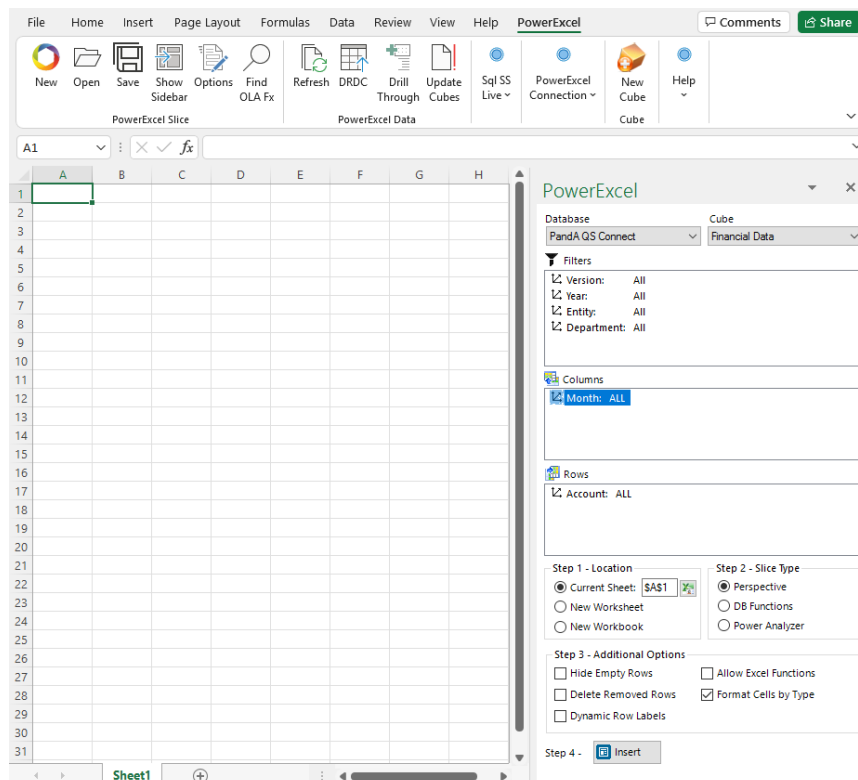 File Home Insert Page Layout Formulas Data Review View Help PowerExcel Comments Share
New Open Save Show Sidebar Options Find OLA Fx Refresh DRDC Drill Through Update Cubes Sql SS Live PowerExcel Connection New Cube Help
PowerExcel Slice PowerExcel Data Cube
A1 fx
A B C D E F G H
1
2
3
4
5
6
7
8
9
10
11
12
13
14
15
16
17
18
19
20
21
22
23
24
25
26
27
28
29
30
31
Sheet1
PowerExcel
Database Cube
PandA QS Connect Financial Data
Filters
Version: All
Year: All
Entity: All
Department: All
Columns
Month: ALL
Rows
Account: ALL
Step 1 - Location Step 2 - Slice Type
Current Sheet: $A$1 Perspective
New Worksheet DB Functions
New Workbook Power Analyzer
Step 3 - Additional Options
Hide Empty Rows Allow Excel Functions
Delete Removed Rows Format Cells by Type
Dynamic Row Labels
Step 4 - Insert